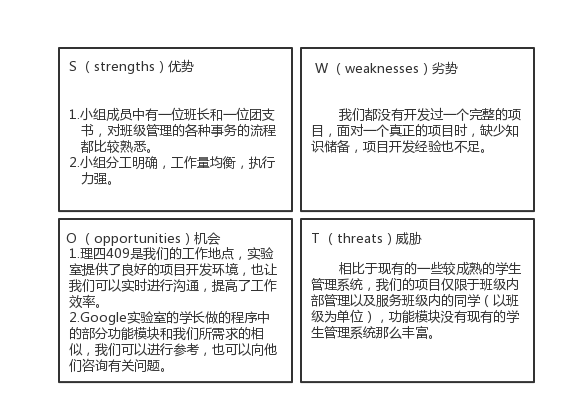 S （strengths）优势
1.小组成员中有一位班长和一位团支
书，对班级管理的各种事务的流程
都比较熟悉。
2.小组分工明确，工作量均衡，执行
力强。
W （weaknesses）劣势
我们都没有开发过一个完整的项
目，面对一个真正的项目时，缺少知
识储备，项目开发经验也不足。
O （opportunities）机会
1.理四409是我们的工作地点，实验
室提供了良好的项目开发环境，也让
我们可以实时进行沟通，提高了工作
效率。
2.Google实验室的学长做的程序中
的部分功能模块和我们所需求的相
似，我们可以进行参考，也可以向他
们咨询有关问题。
T （threats）威胁
相比于现有的一些较成熟的学生
管理系统，我们的项目仅限于班级内
部管理以及服务班级内的同学（以班
级为单位），功能模块没有现有的学
生管理系统那么丰富。